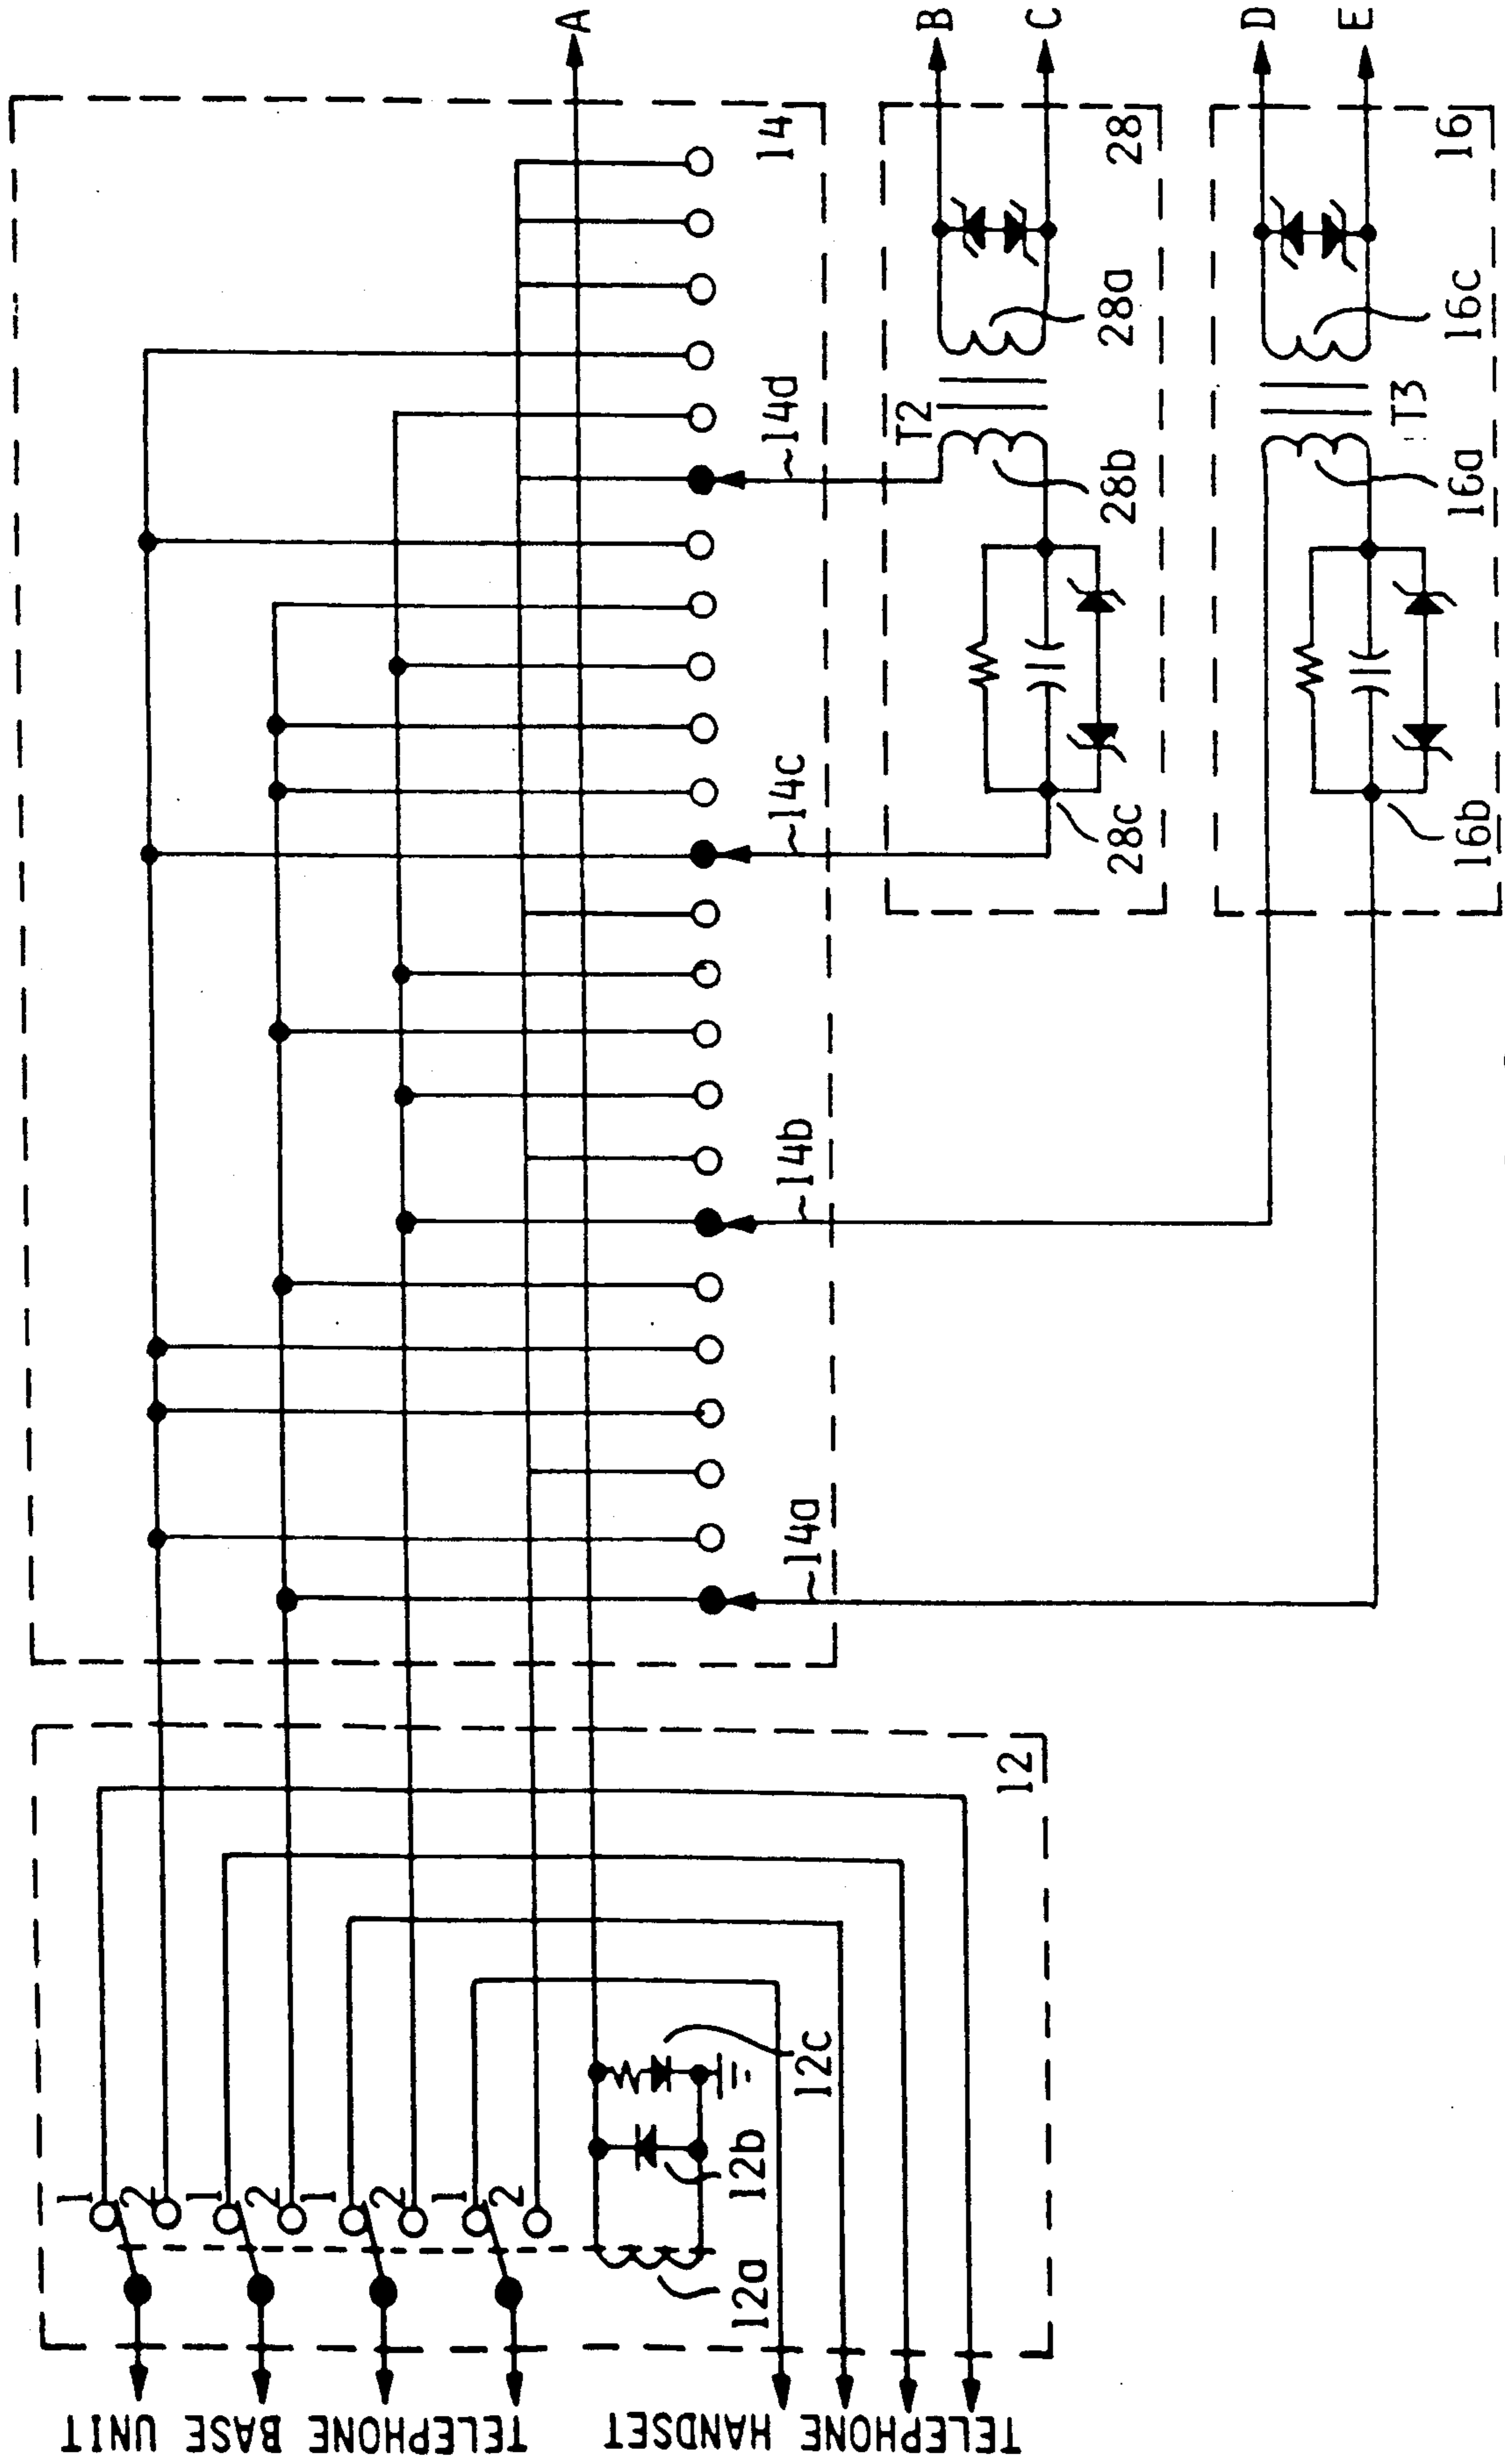 TELEPHONE BASE UNIT
TELEPHONE HANDSET
1
2
1
2
1
2
1
2
12a
12b
12c
12
14a
14b
14c
14d
14
A
T2
28a
28b
28c
28
B
C
T3
16a
16b
16c
16
D
E